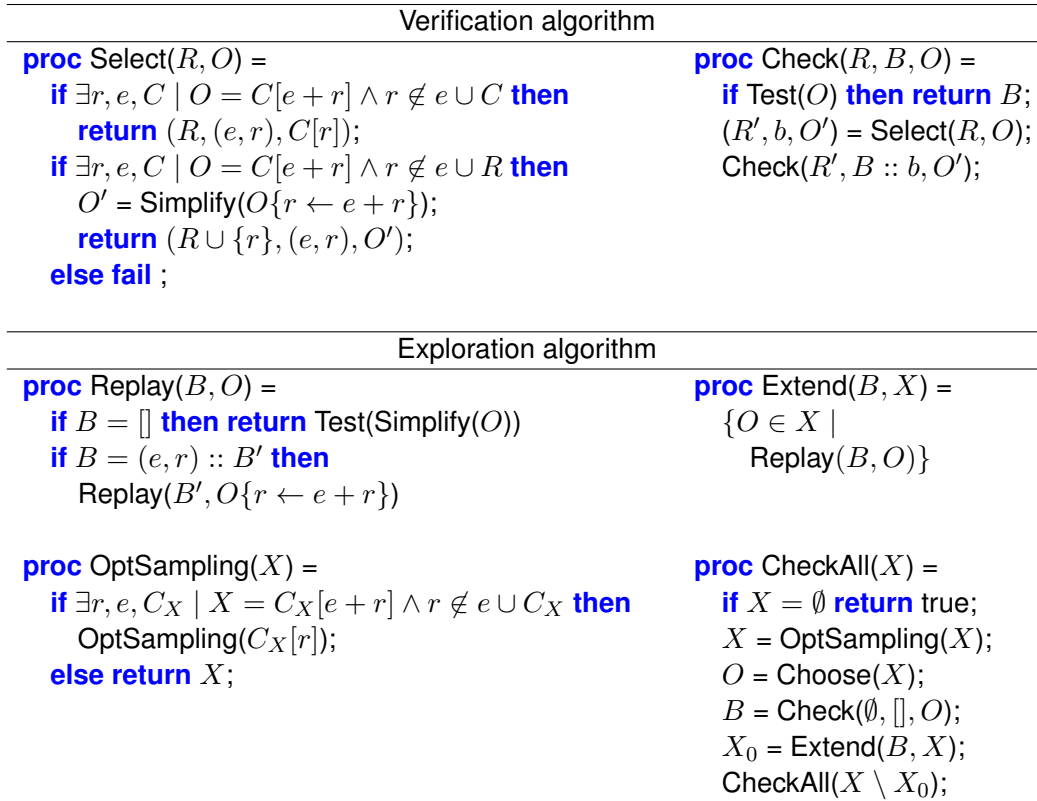 Verification algorithm
proc Select(R, O) =
if ∃r, e, C | O = C[e + r] ∧ r ∉ e ∪ C then
return (R, (e, r), C[r]);
if ∃r, e, C | O = C[e + r] ∧ r ∉ e ∪ R then
O′ = Simplify(O{r ← e + r});
return (R ∪ {r}, (e, r), O′);
else fail ;
proc Check(R, B, O) =
if Test(O) then return B;
(R′, b, O′) = Select(R, O);
Check(R′, B :: b, O′);
Exploration algorithm
proc Replay(B, O) =
if B = [] then return Test(Simplify(O))
if B = (e, r) :: B′ then
Replay(B′, O{r ← e + r})
proc Extend(B, X) =
{O ∈ X |
Replay(B, O)}
proc OptSampling(X) =
if ∃r, e, C_X | X = C_X[e + r] ∧ r ∉ e ∪ C_X then
OptSampling(C_X[r]);
else return X;
proc CheckAll(X) =
if X = ∅ return true;
X = OptSampling(X);
O = Choose(X);
B = Check(∅, [], O);
X₀ = Extend(B, X);
CheckAll(X \ X₀);